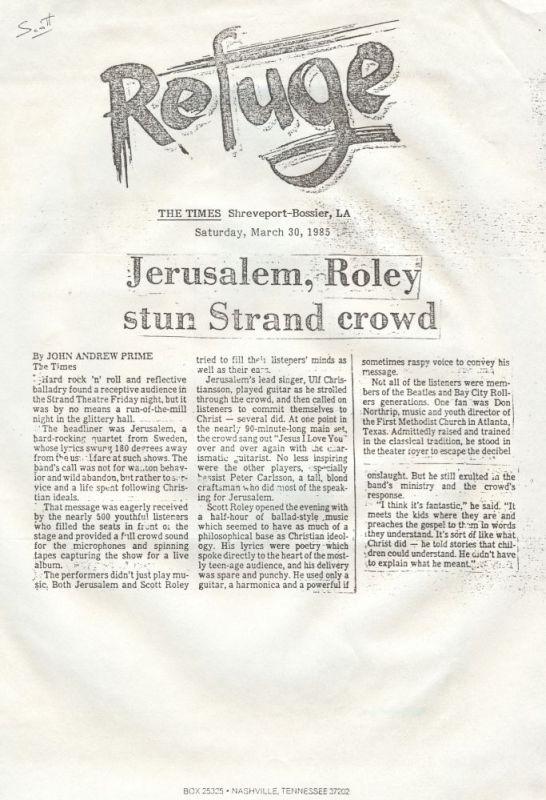 Scott
Refuge
THE TIMES Shreveport-Bossier, LA
Saturday, March 30, 1985
Jerusalem, Roley
stun Strand crowd
By JOHN ANDREW PRIME
The Times
Hard rock 'n' roll and reflective
balladry found a receptive audience in
the Strand Theatre Friday night, but it
was by no means a run-of-the-mill
night in the glittery hall.
The headliner was Jerusalem, a
hard-rocking quartet from Sweden,
whose lyrics swung 180 degrees away
from the usual fare at such shows. The
band's call was not for wanton behav-
ior and wild abandon, but rather to ser-
vice and a life spent following Chris-
tian ideals.
That message was eagerly received
by the nearly 500 youthful listeners
who filled the seats in front of the
stage and provided a full crowd sound
for the microphones and spinning
tapes capturing the show for a live
album.
The performers didn't just play mu-
sic, Both Jerusalem and Scott Roley
tried to fill their listeners' minds as
well as their ears.
Jerusalem's lead singer, Ulf Chris-
tiansson, played guitar as he strolled
through the crowd, and then called on
listeners to commit themselves to
Christ — several did. At one point in
the nearly 90-minute-long main set,
the crowd sang out "Jesus I Love You"
over and over again with the char-
ismatic guitarist. No less inspiring
were the other players, especially
bassist Peter Carlsson, a tall, blond
craftsman who did most of the speak-
ing for Jerusalem.
Scott Roley opened the evening with
a half-hour of ballad-style music
which seemed to have as much of a
philosophical base as Christian ideol-
ogy. His lyrics were poetry which
spoke directly to the heart of the most-
ly teen-age audience, and his delivery
was spare and punchy. He used only a
guitar, a harmonica and a powerful if
sometimes raspy voice to convey his
message.
Not all of the listeners were mem-
bers of the Beatles and Bay City Roll-
ers generations. One fan was Don
Northrip, music and youth director of
the First Methodist Church in Atlanta,
Texas. Admittedly raised and trained
in the classical tradition, he stood in
the theater foyer to escape the decibel
onslaught. But he still exulted in the
band's ministry and the crowd's
response.
"I think it's fantastic," he said. "It
meets the kids where they are and
preaches the gospel to them in words
they understand. It's sort of like what
Christ did — he told stories that chil-
dren could understand. He didn't have
to explain what he meant."
BOX 25325 • NASHVILLE, TENNESSEE 37202